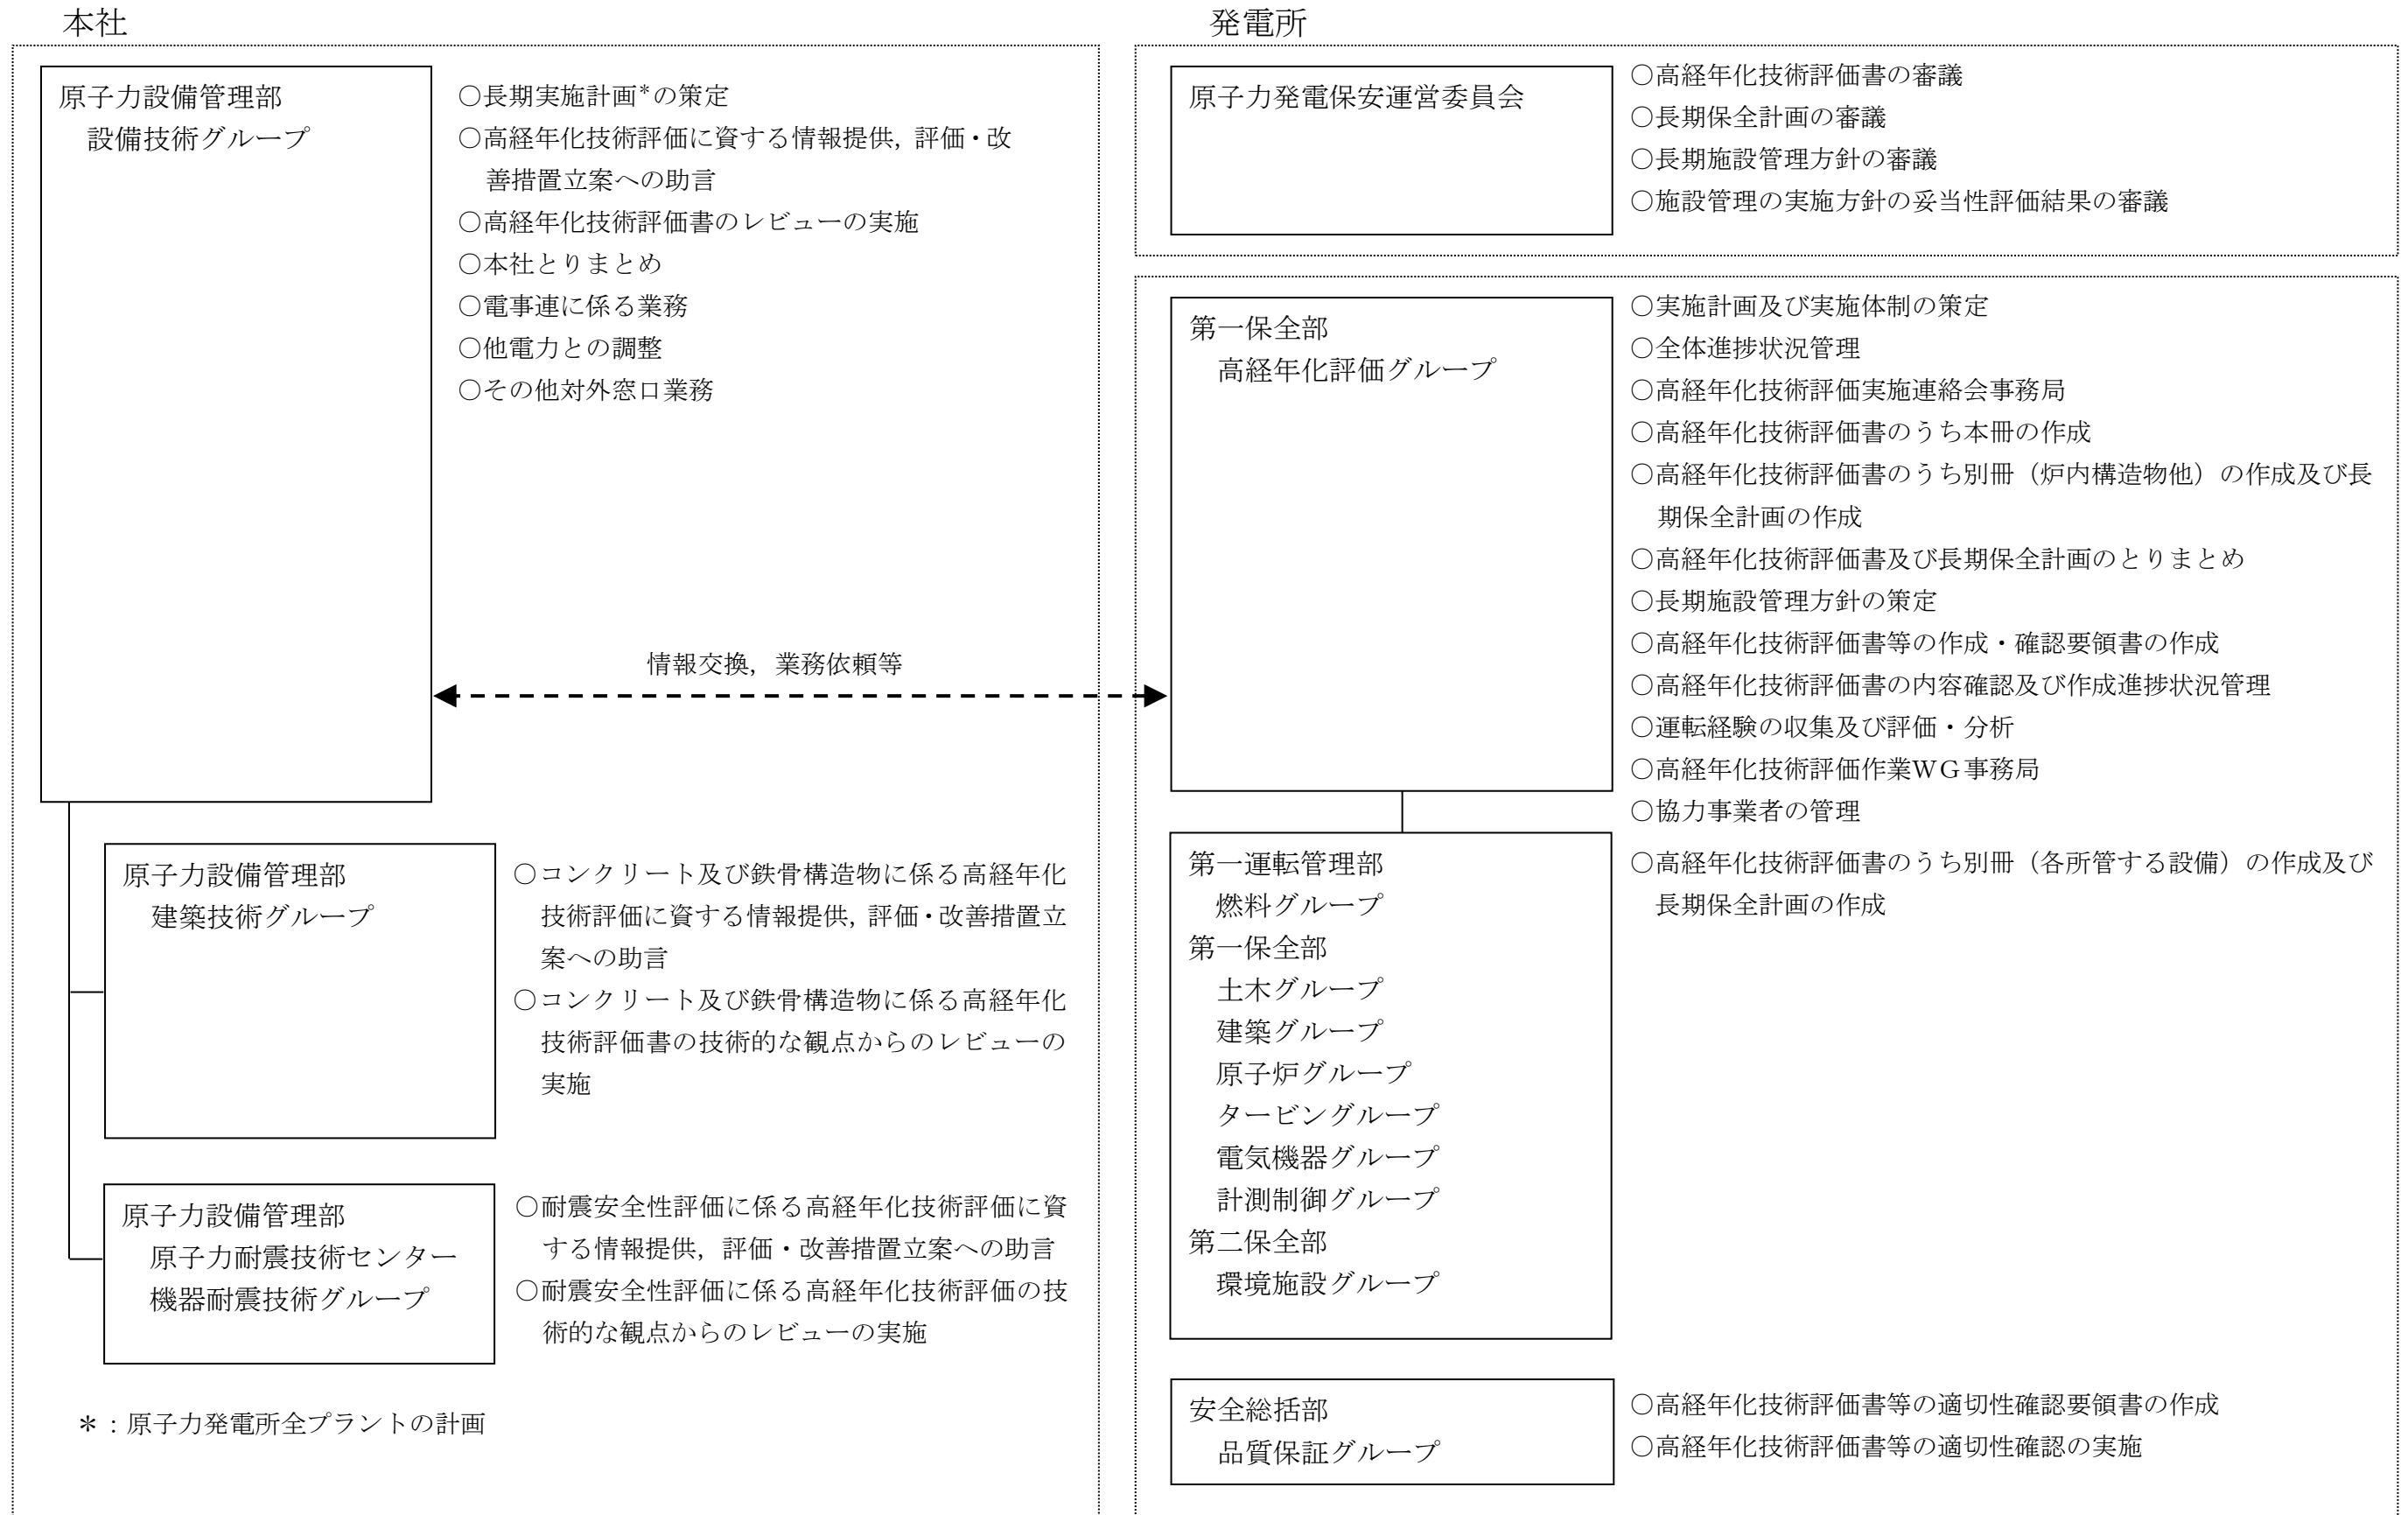 本社
原子力設備管理部
設備技術グループ
○長期実施計画*の策定
○高経年化技術評価に資する情報提供，評価・改
善措置立案への助言
○高経年化技術評価書のレビューの実施
○本社とりまとめ
○電事連に係る業務
○他電力との調整
○その他対外窓口業務
情報交換，業務依頼等
原子力設備管理部
建築技術グループ
○コンクリート及び鉄骨構造物に係る高経年化
技術評価に資する情報提供，評価・改善措置立
案への助言
○コンクリート及び鉄骨構造物に係る高経年化
技術評価書の技術的な観点からのレビューの
実施
原子力設備管理部
原子力耐震技術センター
機器耐震技術グループ
○耐震安全性評価に係る高経年化技術評価に資
する情報提供，評価・改善措置立案への助言
○耐震安全性評価に係る高経年化技術評価の技
術的な観点からのレビューの実施
＊：原子力発電所全プラントの計画
発電所
原子力発電保安運営委員会
○高経年化技術評価書の審議
○長期保全計画の審議
○長期施設管理方針の審議
○施設管理の実施方針の妥当性評価結果の審議
第一保全部
高経年化評価グループ
○実施計画及び実施体制の策定
○全体進捗状況管理
○高経年化技術評価実施連絡会事務局
○高経年化技術評価書のうち本冊の作成
○高経年化技術評価書のうち別冊（炉内構造物他）の作成及び長
期保全計画の作成
○高経年化技術評価書及び長期保全計画のとりまとめ
○長期施設管理方針の策定
○高経年化技術評価書等の作成・確認要領書の作成
○高経年化技術評価書の内容確認及び作成進捗状況管理
○運転経験の収集及び評価・分析
○高経年化技術評価作業ＷＧ事務局
○協力事業者の管理
第一運転管理部
燃料グループ
第一保全部
土木グループ
建築グループ
原子炉グループ
タービングループ
電気機器グループ
計測制御グループ
第二保全部
環境施設グループ
○高経年化技術評価書のうち別冊（各所管する設備）の作成及び
長期保全計画の作成
安全総括部
品質保証グループ
○高経年化技術評価書等の適切性確認要領書の作成
○高経年化技術評価書等の適切性確認の実施